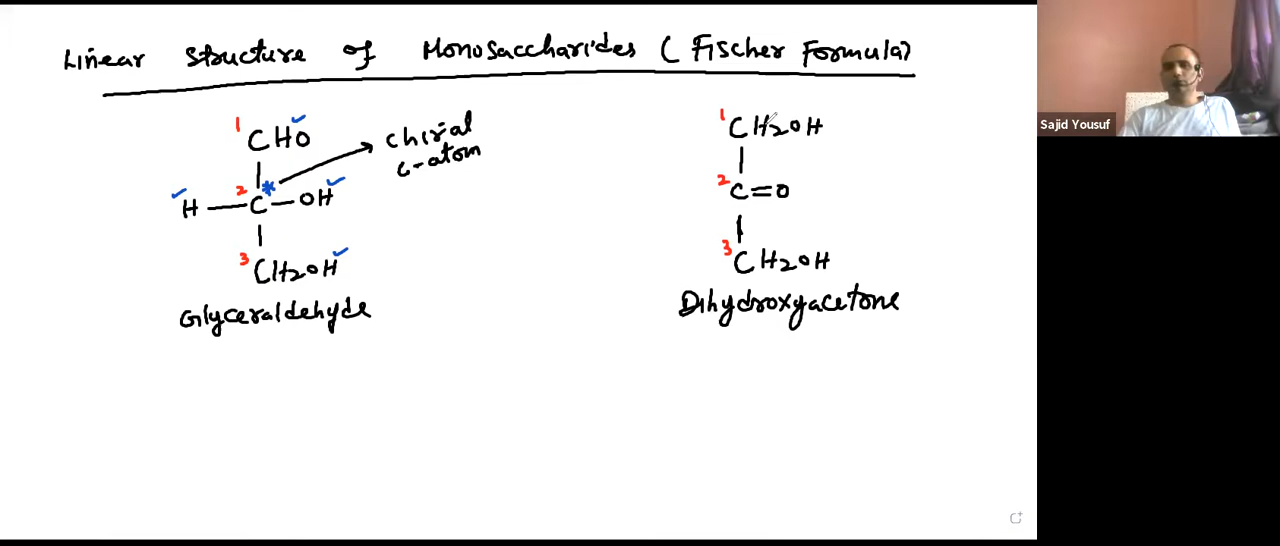 Linear structure of Monosaccharides (Fischer Formula)
1 CHO
chiral
c-atom
H — 2 C* — OH
3 CH2OH
Glyceraldehyde
1 CH2OH
2 C=O
3 CH2OH
Dihydroxyacetone
Sajid Yousuf